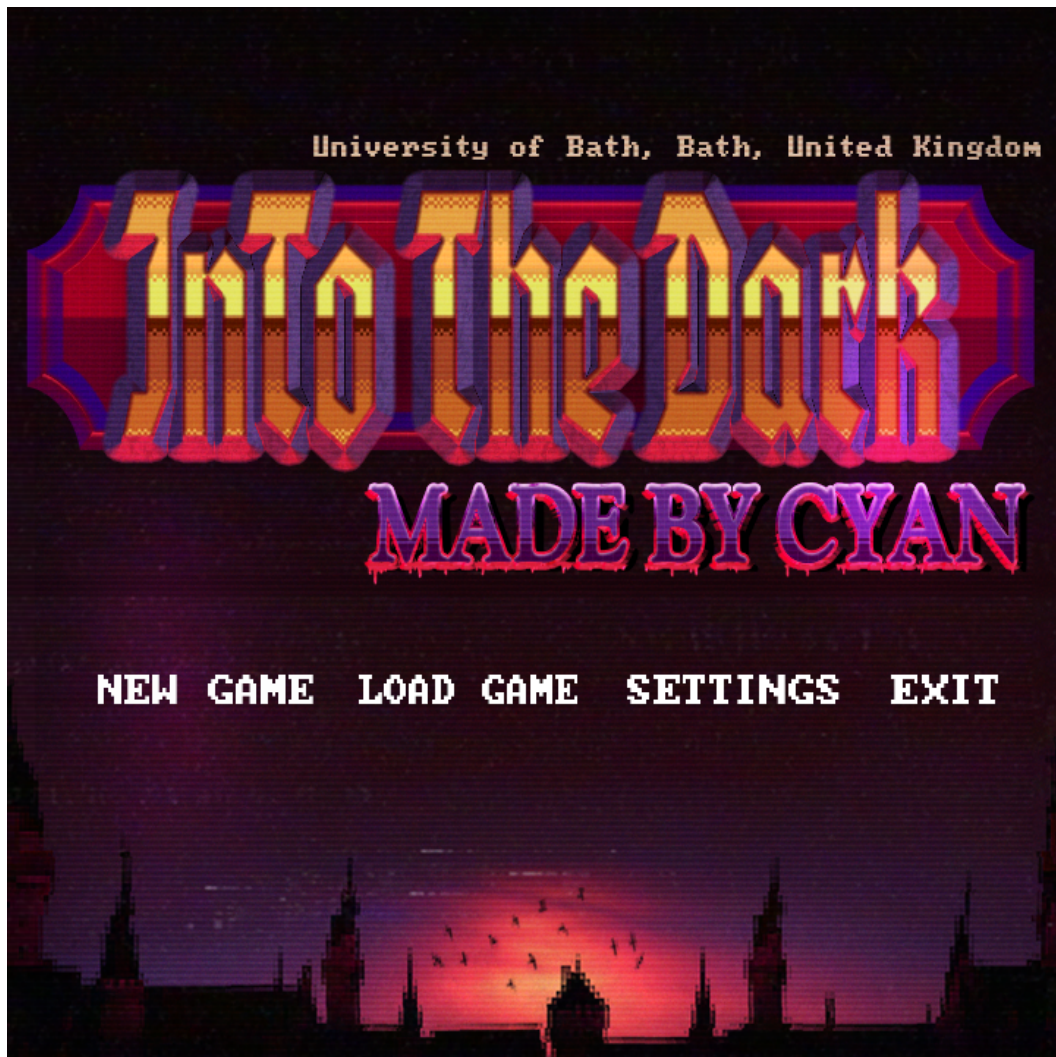 University of Bath, Bath, United Kingdom
Into The Dark
MADE BY CYAN
NEW GAME LOAD GAME SETTINGS EXIT